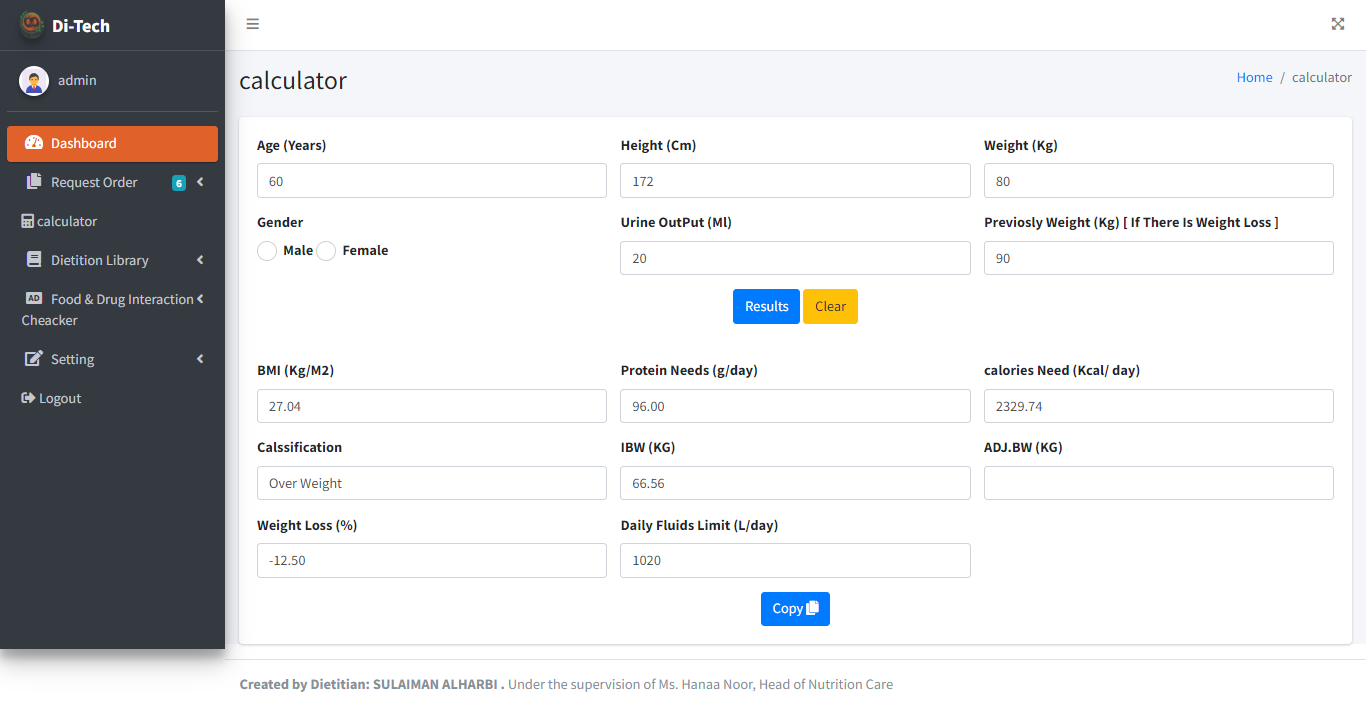 Di-Tech
admin
Dashboard
Request Order 6
calculator
Dietition Library
AD Food & Drug Interaction
Cheacker
Setting
Logout
calculator
Home / calculator
Age (Years) Height (Cm) Weight (Kg)
60 172 80
Gender Urine OutPut (Ml) Previosly Weight (Kg) [ If There Is Weight Loss ]
Male Female 20 90
Results Clear
BMI (Kg/M2) Protein Needs (g/day) calories Need (Kcal/ day)
27.04 96.00 2329.74
Calssification IBW (KG) ADJ.BW (KG)
Over Weight 66.56
Weight Loss (%) Daily Fluids Limit (L/day)
-12.50 1020
Copy
Created by Dietitian: SULAIMAN ALHARBI . Under the supervision of Ms. Hanaa Noor, Head of Nutrition Care